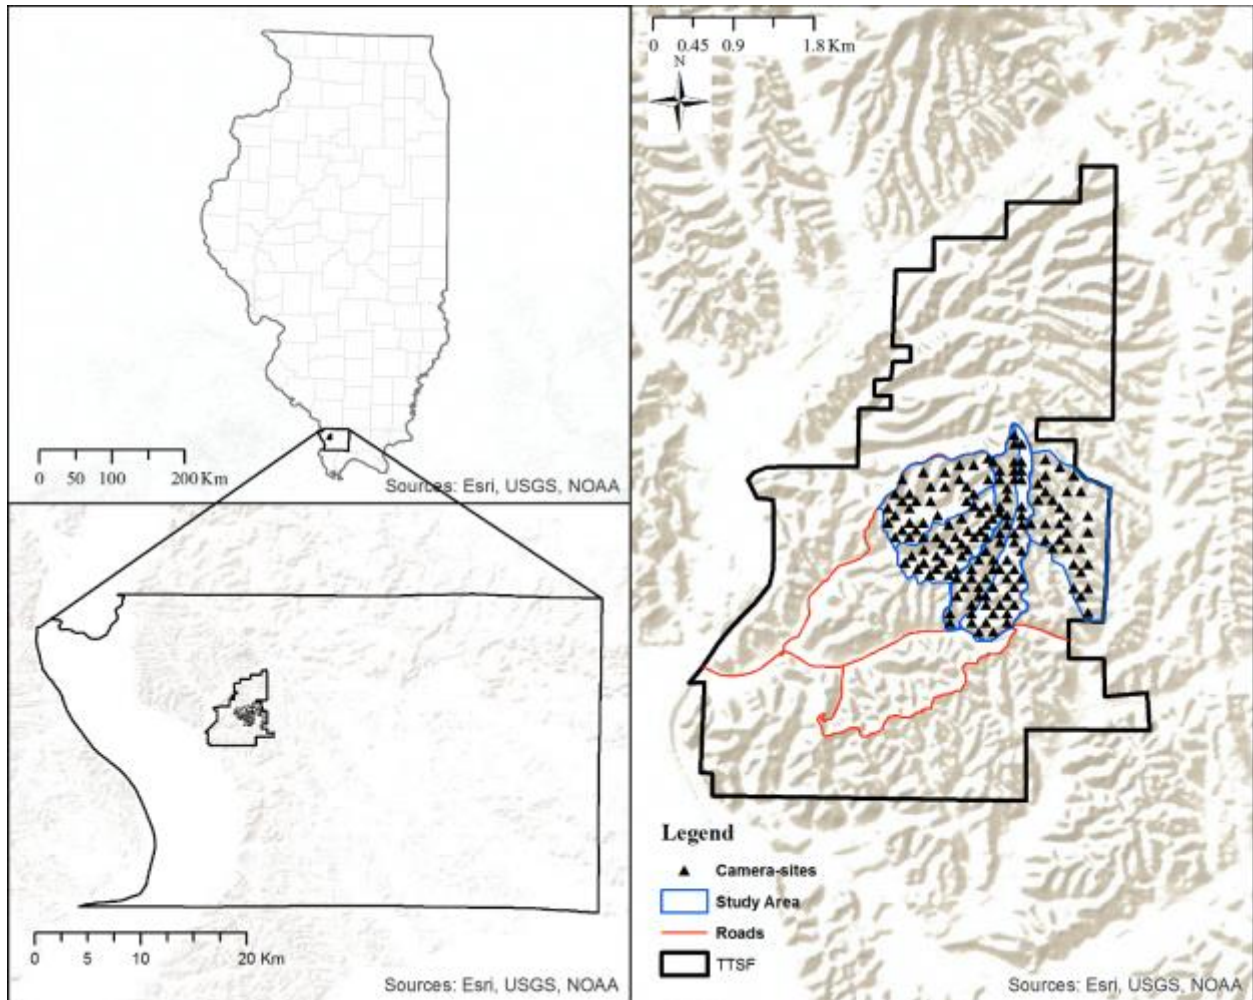 0 50 100 200 Km
Sources: Esri, USGS, NOAA
0 5 10 20 Km
Sources: Esri, USGS, NOAA
0 0.45 0.9 1.8 Km
N
Legend
Camera-sites
Study Area
Roads
TTSF
Sources: Esri, USGS, NOAA